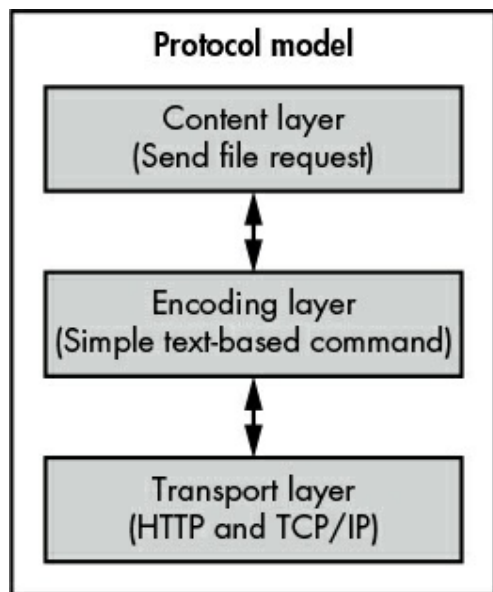 Protocol model
Content layer
(Send file request)
Encoding layer
(Simple text-based command)
Transport layer
(HTTP and TCP/IP)